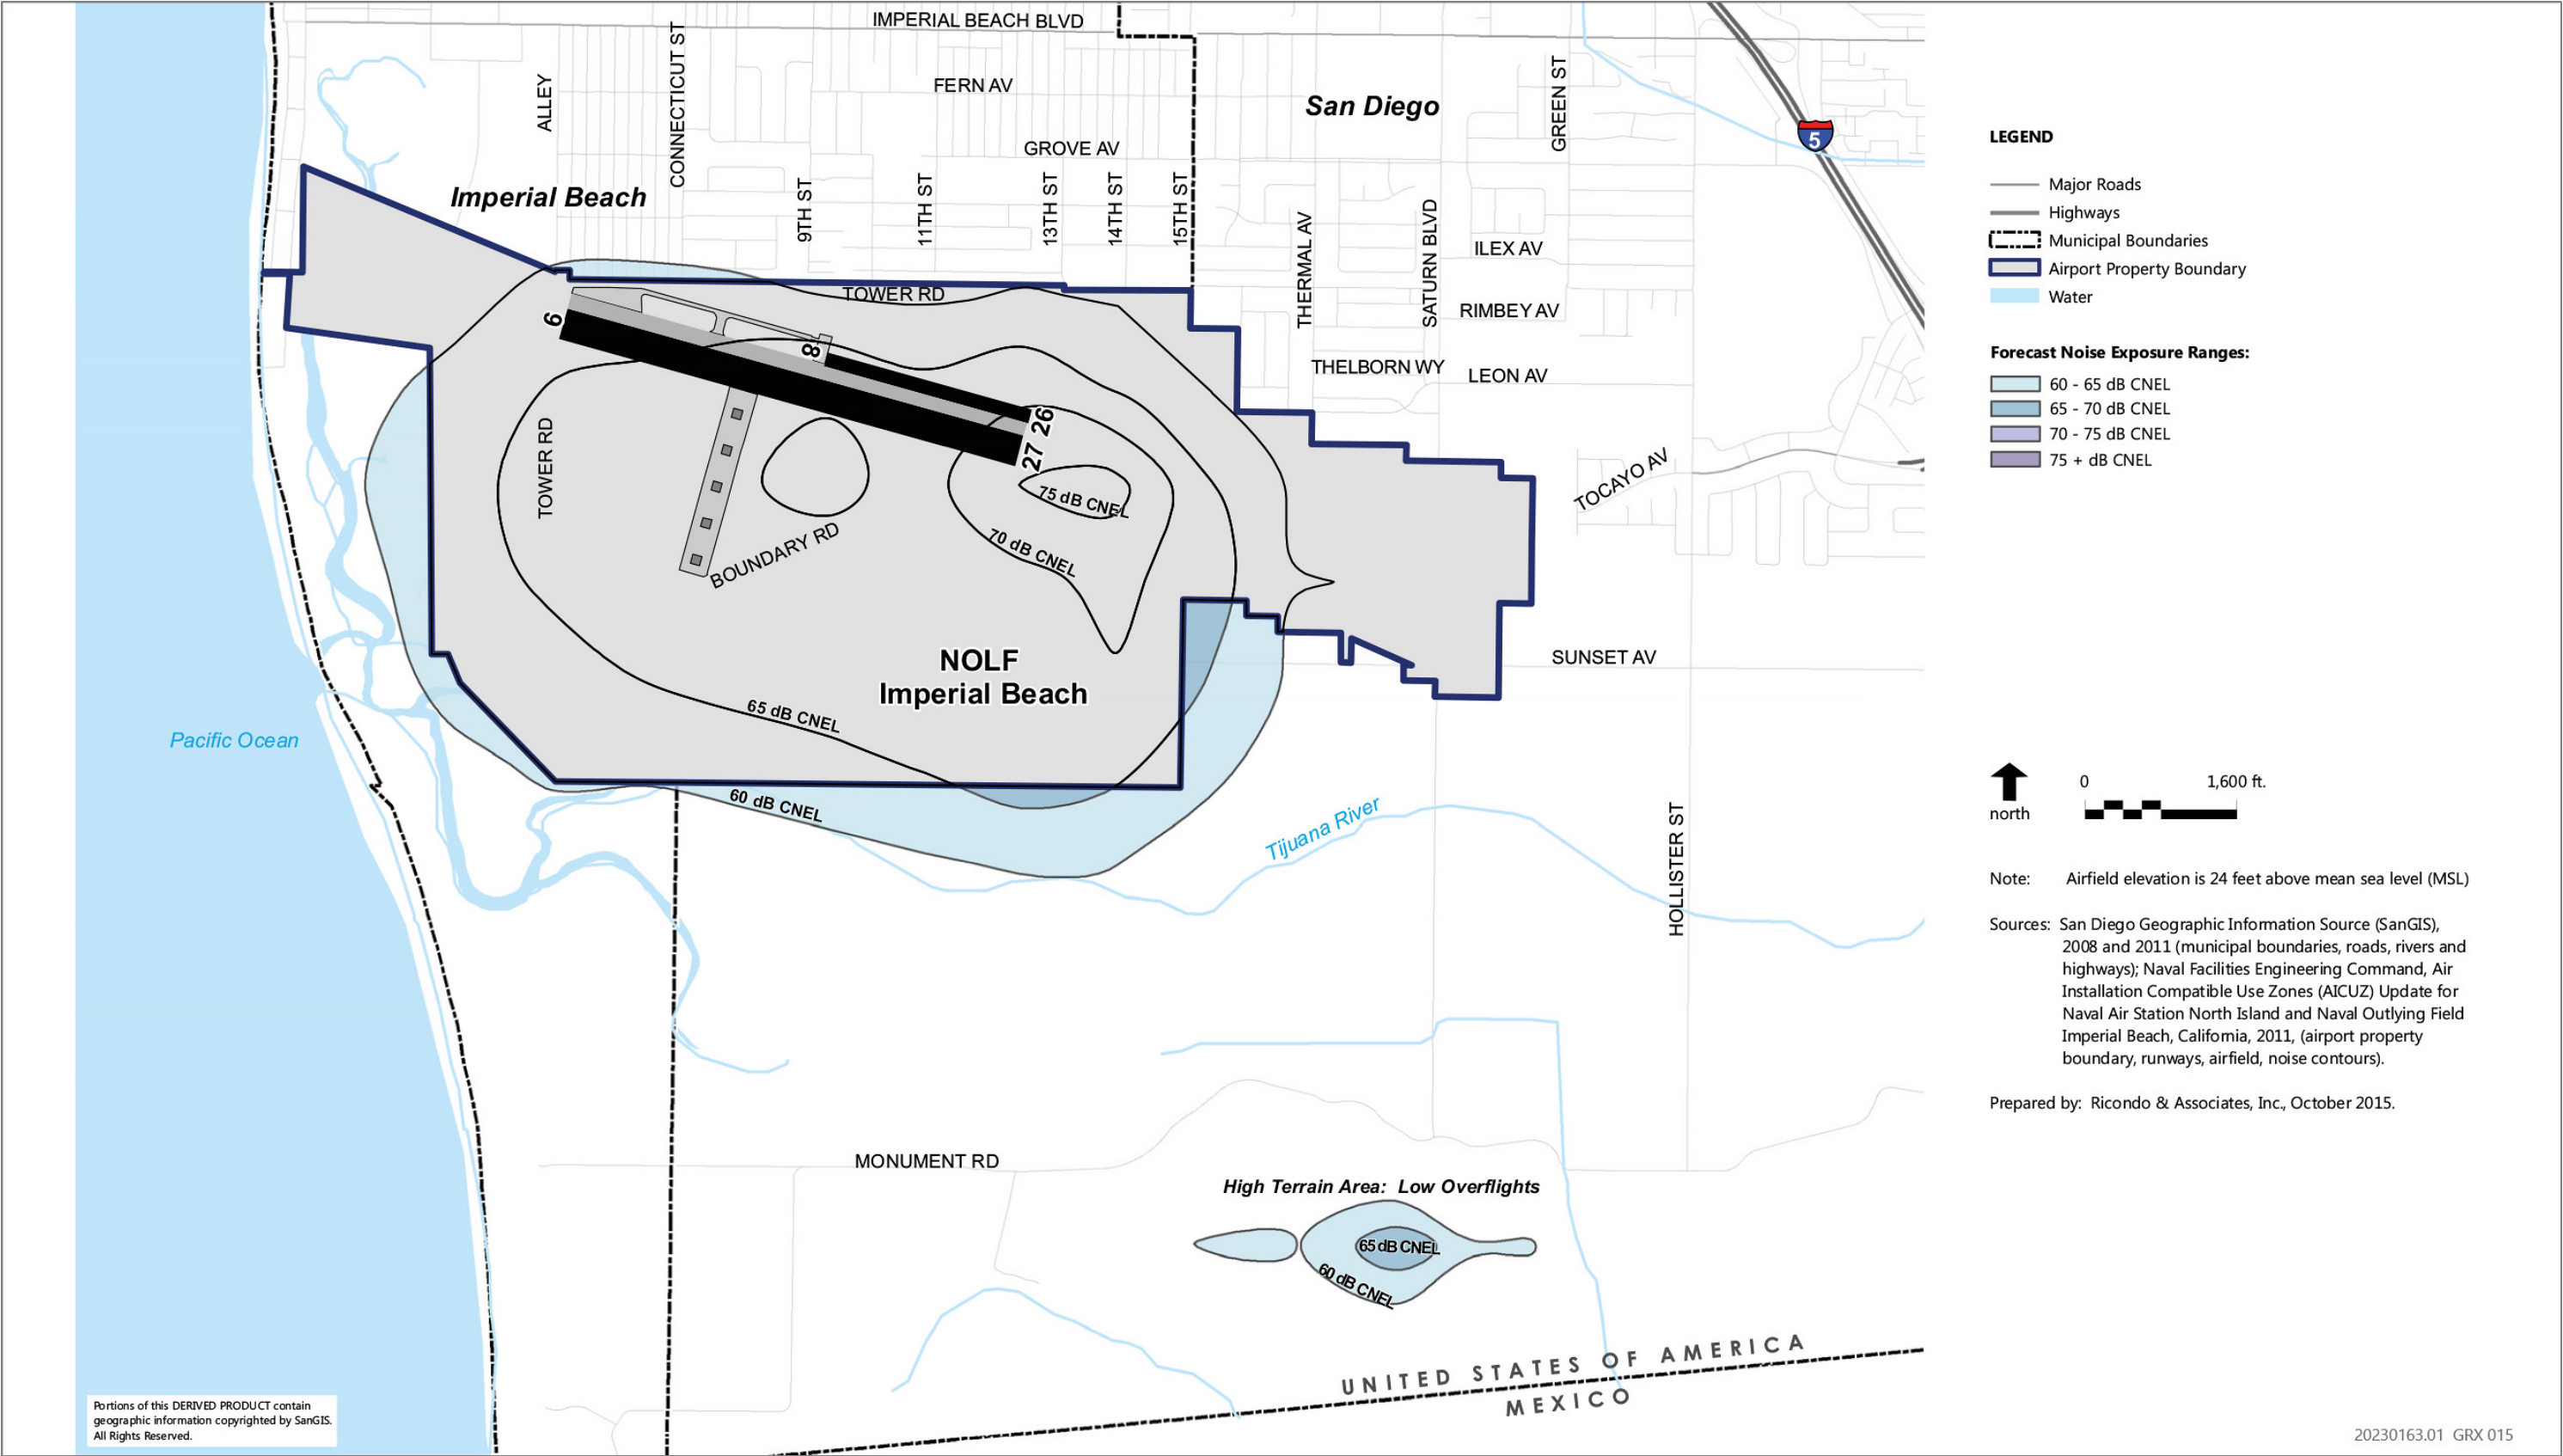 IMPERIAL BEACH BLVD
ALLEY
CONNECTICUT ST
FERN AV
San Diego
GREEN ST
5
GROVE AV
Imperial Beach
9TH ST
11TH ST
13TH ST
14TH ST
15TH ST
THERMAL AV
SATURN BLVD
ILEX AV
TOWER RD
RIMBEY AV
9
8
THELBORN WY
LEON AV
26
27
TOWER RD
TOCAYO AV
75 dB CNEL
70 dB CNEL
BOUNDARY RD
NOLF
Imperial Beach
SUNSET AV
65 dB CNEL
Pacific Ocean
60 dB CNEL
Tijuana River
HOLLISTER ST
MONUMENT RD
High Terrain Area: Low Overflights
65 dB CNEL
60 dB CNEL
UNITED STATES OF AMERICA
MEXICO
Portions of this DERIVED PRODUCT contain
geographic information copyrighted by SanGIS.
All Rights Reserved.
LEGEND
Major Roads
Highways
Municipal Boundaries
Airport Property Boundary
Water
Forecast Noise Exposure Ranges:
60 - 65 dB CNEL
65 - 70 dB CNEL
70 - 75 dB CNEL
75 + dB CNEL
north
0 1,600 ft.
Note: Airfield elevation is 24 feet above mean sea level (MSL)
Sources: San Diego Geographic Information Source (SanGIS),
2008 and 2011 (municipal boundaries, roads, rivers and
highways); Naval Facilities Engineering Command, Air
Installation Compatible Use Zones (AICUZ) Update for
Naval Air Station North Island and Naval Outlying Field
Imperial Beach, California, 2011, (airport property
boundary, runways, airfield, noise contours).
Prepared by: Ricondo & Associates, Inc., October 2015.
20230163.01 GRX 015